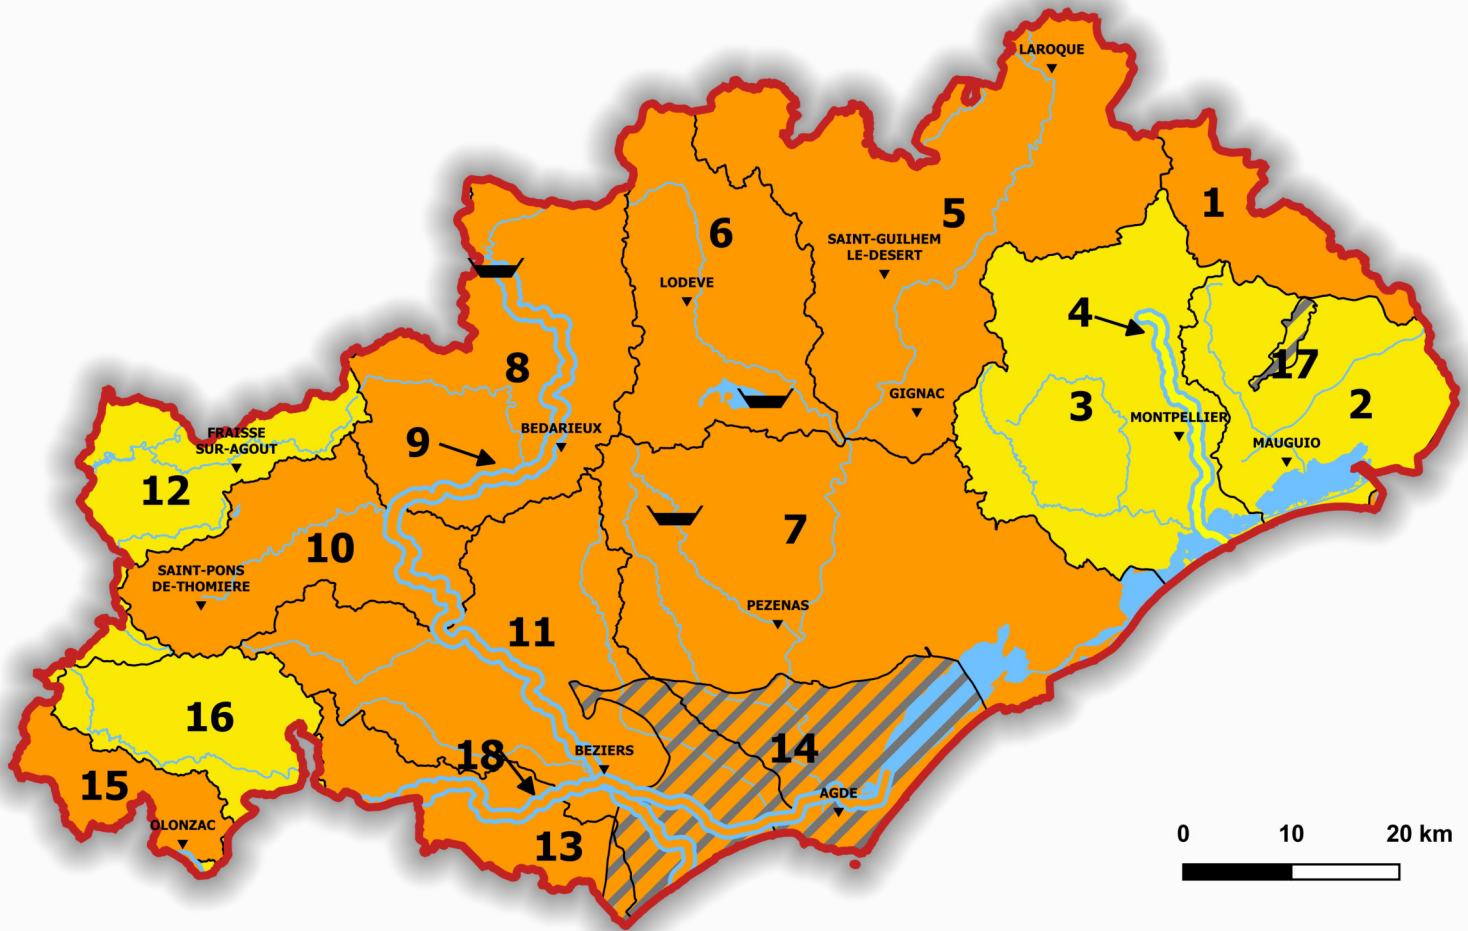 LAROQUE
1
5
6
SAINT-GUILHEM
LE-DESERT
LODEVE
4
8
17
GIGNAC
3
2
MONTPELLIER
BEDARIEUX
9
FRAISSE
SUR-AGOUT
MAUGUIO
12
7
10
SAINT-PONS
DE-THOMIERE
PEZENAS
11
16
14
BEZIERS
18
15
AGDE
OLONZAC
13
0 10 20 km